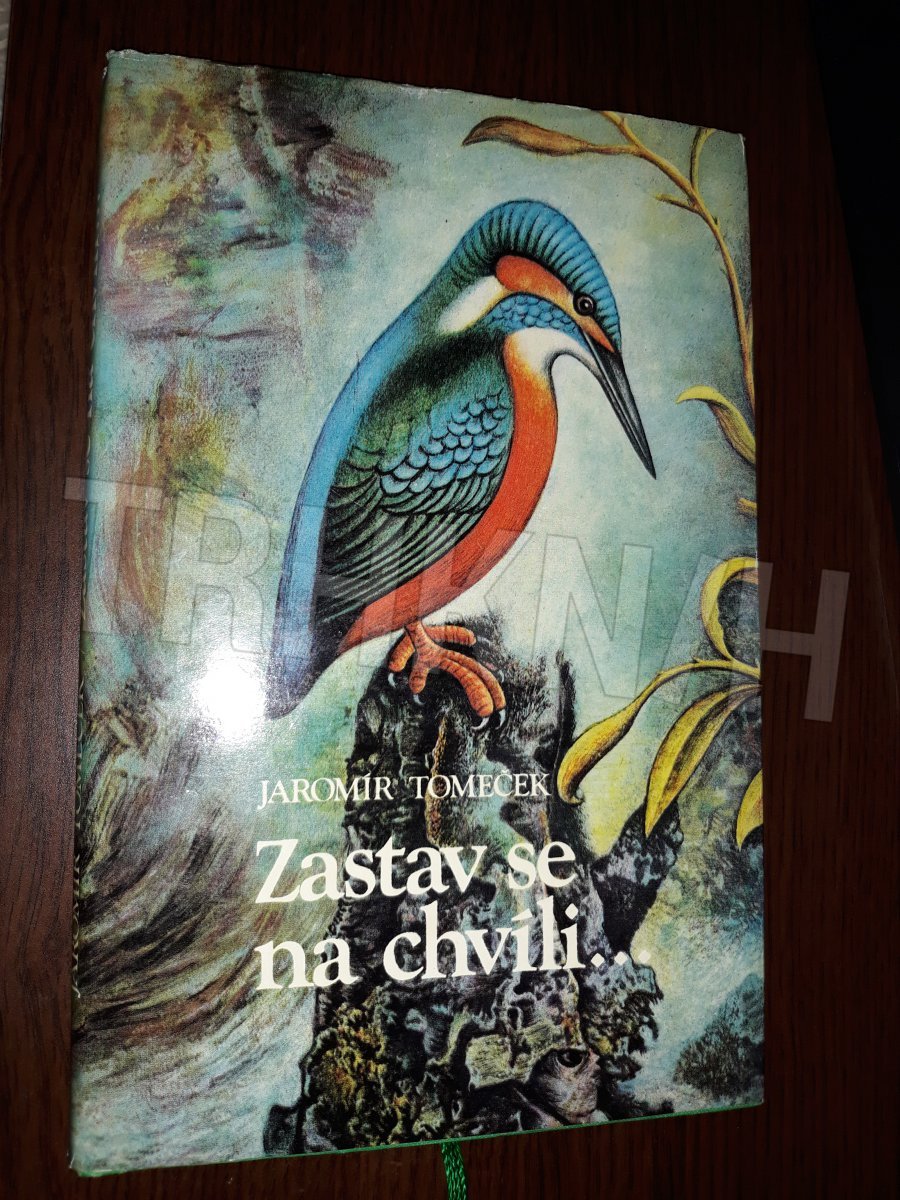 JAROMÍR TOMEČEK
Zastav se
na chvíli...